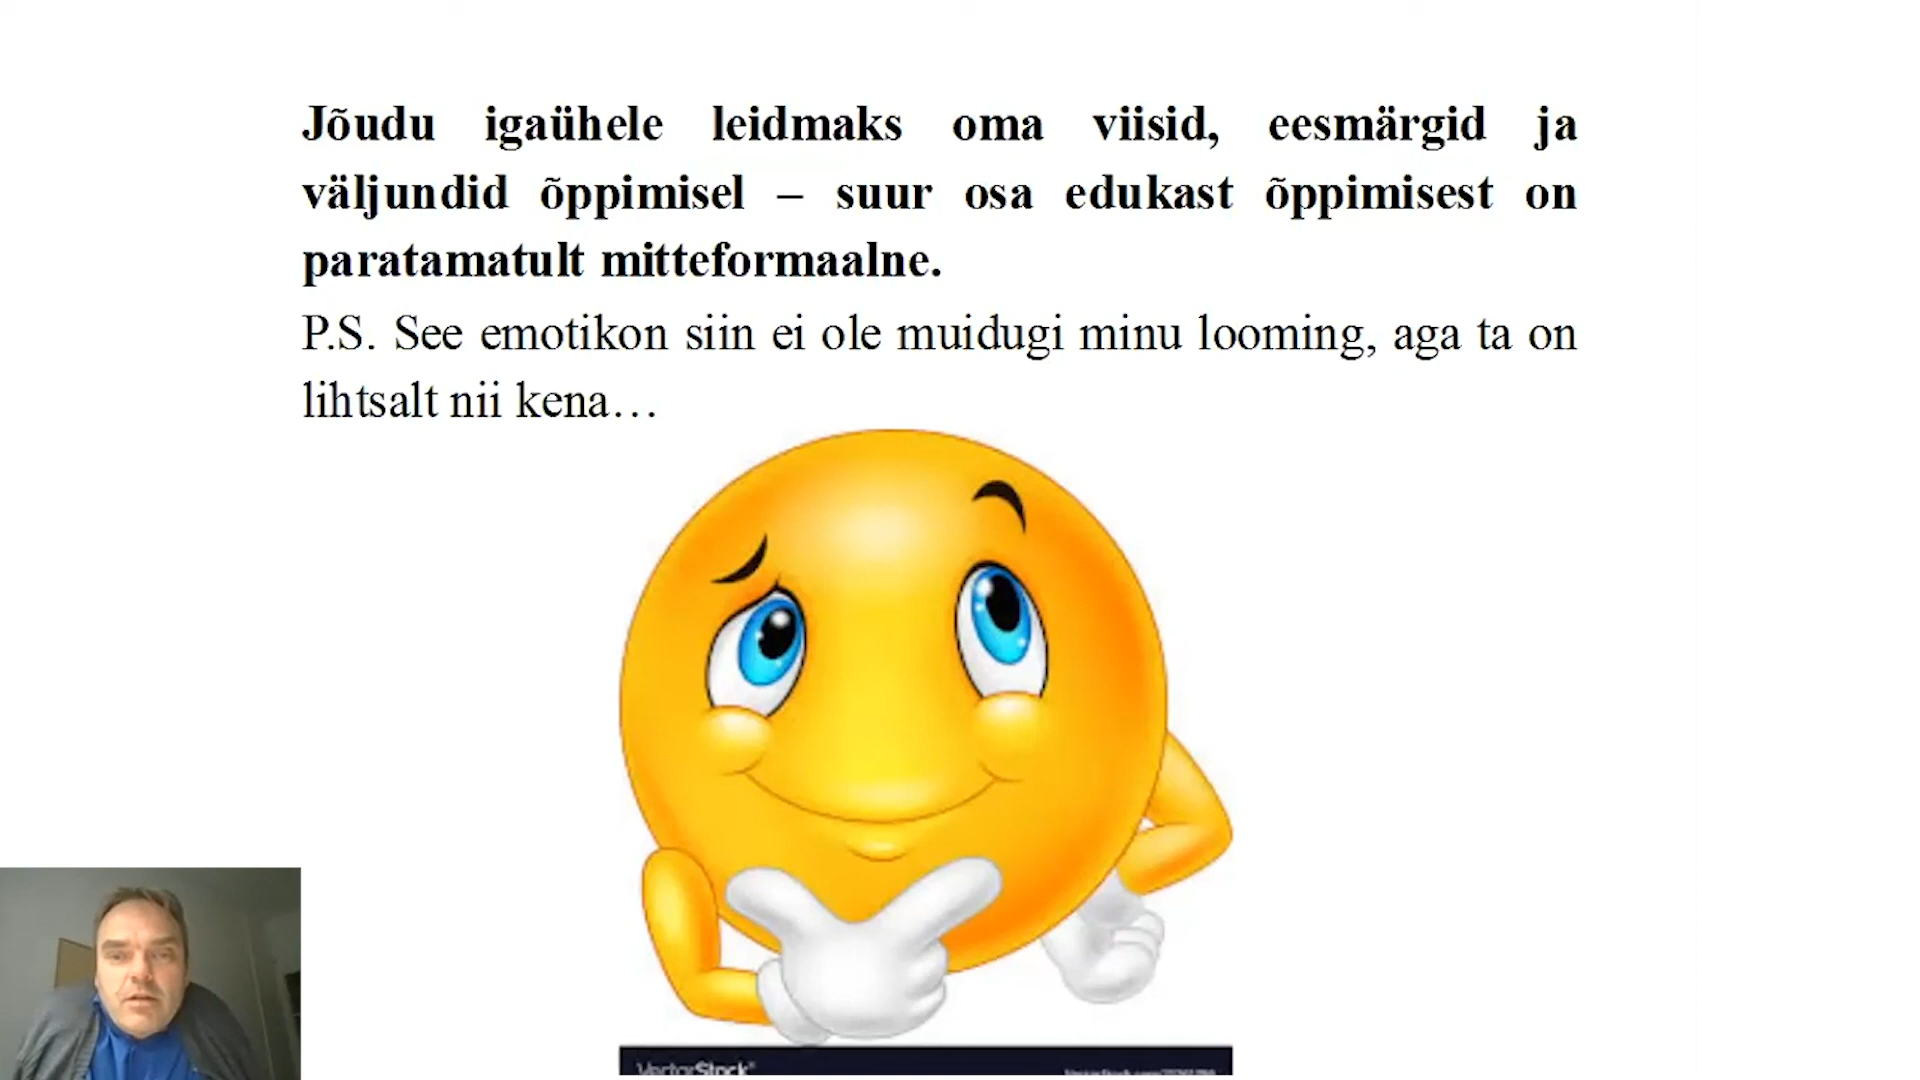 Jõudu igaühele leidmaks oma viisid, eesmärgid ja
väljundid õppimisel – suur osa edukast õppimisest on
paratamatult mitteformaalne.
P.S. See emotikon siin ei ole muidugi minu looming, aga ta on
lihtsalt nii kena…
VectorStock®